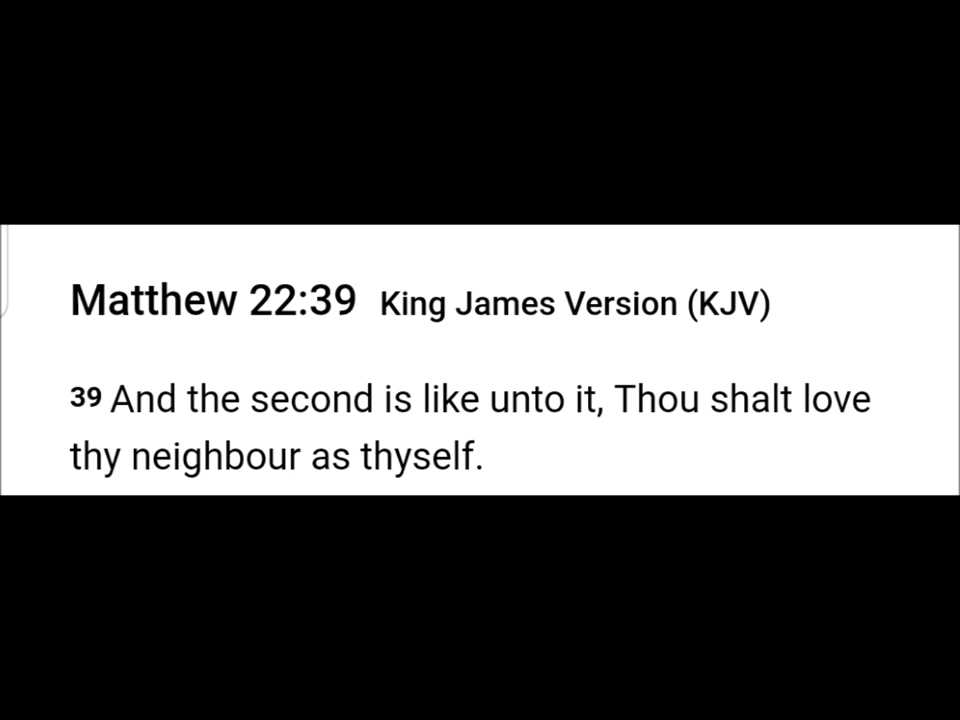 Matthew 22:39 King James Version (KJV)
39 And the second is like unto it, Thou shalt love
thy neighbour as thyself.